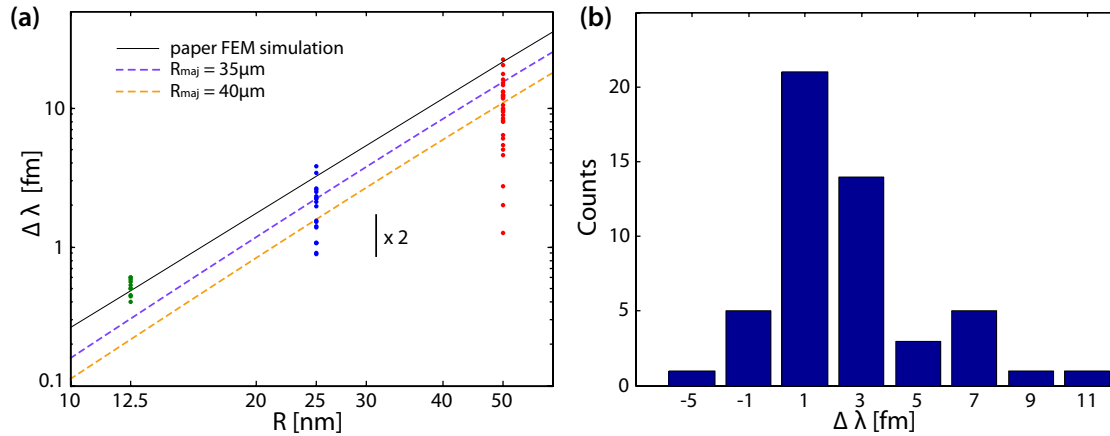 (a)
paper FEM simulation
Rmaj = 35μm
Rmaj = 40μm
Δ λ [fm]
10
1
0.1
x 2
10 12.5 20 25 30 40 50
R [nm]
(b)
Counts
20
15
10
5
0
-5 -1 1 3 5 7 9 11
Δ λ [fm]